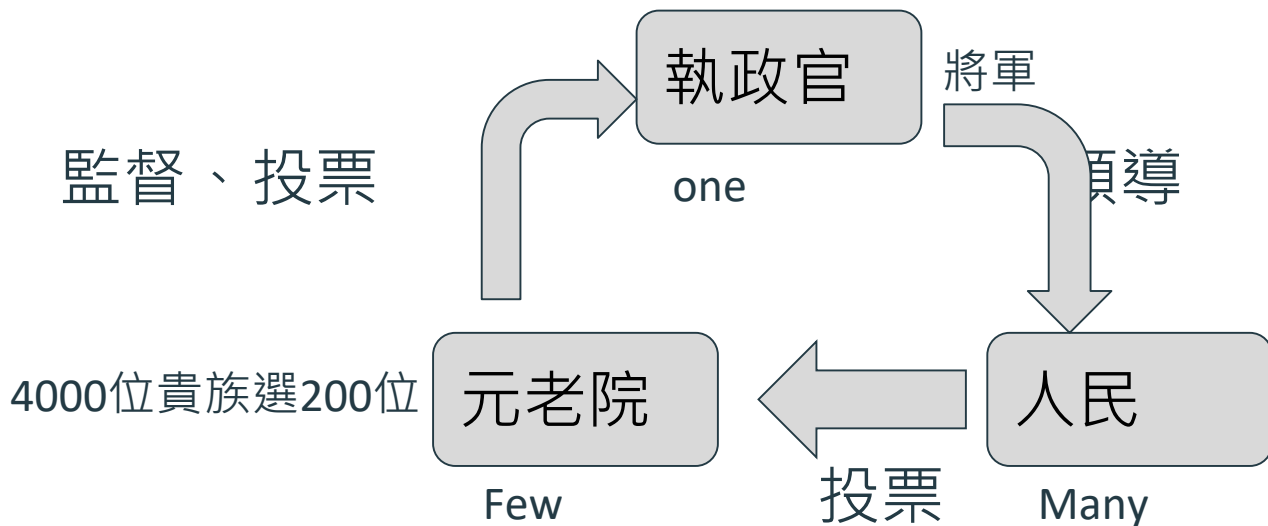 執政官
將軍
監督、投票
領導
one
4000位貴族選200位
元老院
人民
投票
Few
Many